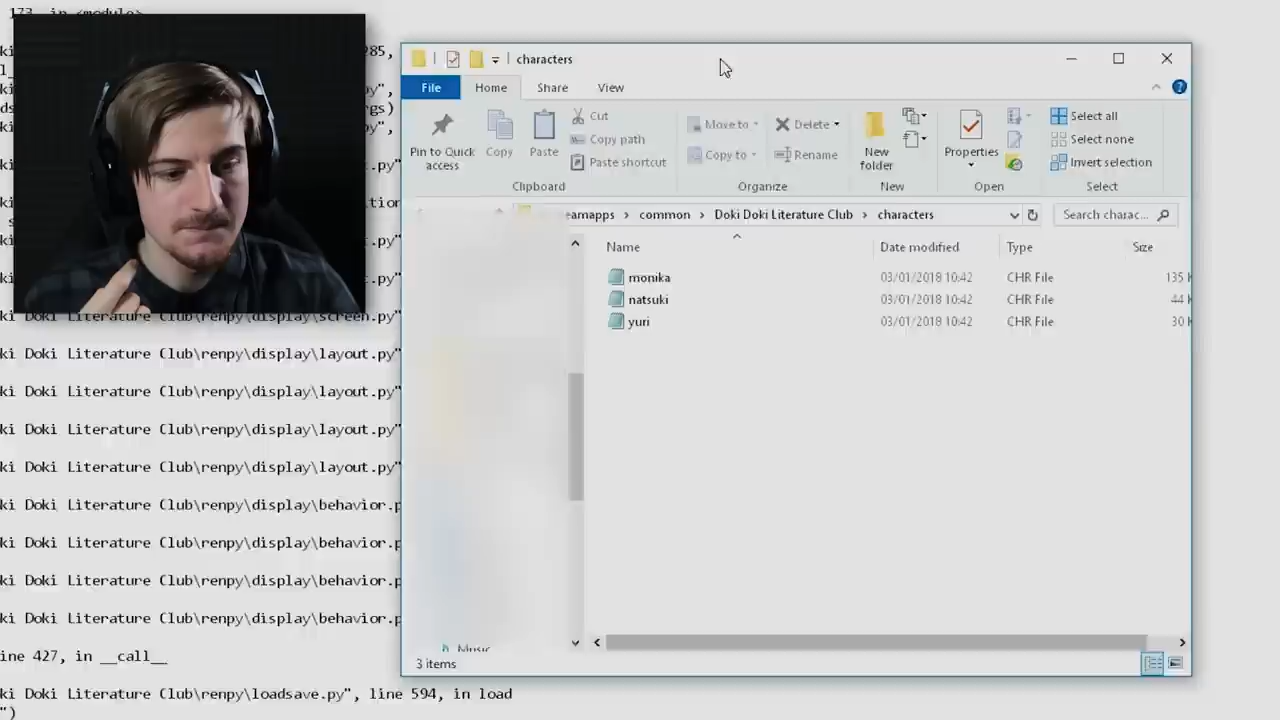 173, in <module>
characters
File
Home
Share
View
Pin to Quick access
Copy
Paste
Cut
Copy path
Paste shortcut
Clipboard
Move to
Copy to
Delete
Rename
Organize
New folder
New
Properties
Open
Select all
Select none
Invert selection
Select
eamapps > common > Doki Doki Literature Club > characters
Search charac...
Name Date modified Type Size
monika 03/01/2018 10:42 CHR File 135 K
natsuki 03/01/2018 10:42 CHR File 44 K
yuri 03/01/2018 10:42 CHR File 30 K
3 items
ki Doki Literature Club\renpy\display\screen.py"
ki Doki Literature Club\renpy\display\layout.py"
ki Doki Literature Club\renpy\display\layout.py"
ki Doki Literature Club\renpy\display\layout.py"
ki Doki Literature Club\renpy\display\layout.py"
ki Doki Literature Club\renpy\display\behavior.p
ki Doki Literature Club\renpy\display\behavior.p
ki Doki Literature Club\renpy\display\behavior.p
ki Doki Literature Club\renpy\display\behavior.p
ine 427, in __call__
ki Doki Literature Club\renpy\loadsave.py", line 594, in load
")